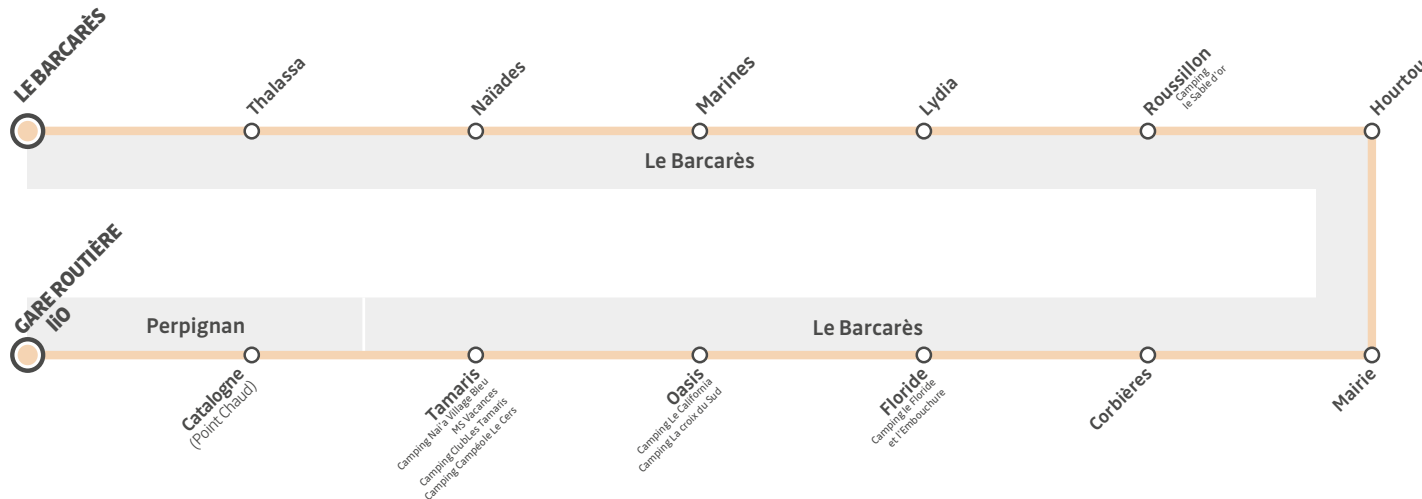 LE BARCARÈS
Thalassa
Naïades
Marines
Lydia
Roussillon
Camping
le Sable d'or
Hourtou
Le Barcarès
GARE ROUTIÈRE
liO
Perpignan
Le Barcarès
Catalogne
(Point Chaud)
Tamaris
Camping Nai'a Village Bleu
MS Vacances
Camping ClubLes Tamaris
Camping Campéole Le Cers
Oasis
Camping Le California
Camping La croix du Sud
Floride
Camping le Floride
et l'Embouchure
Corbières
Mairie